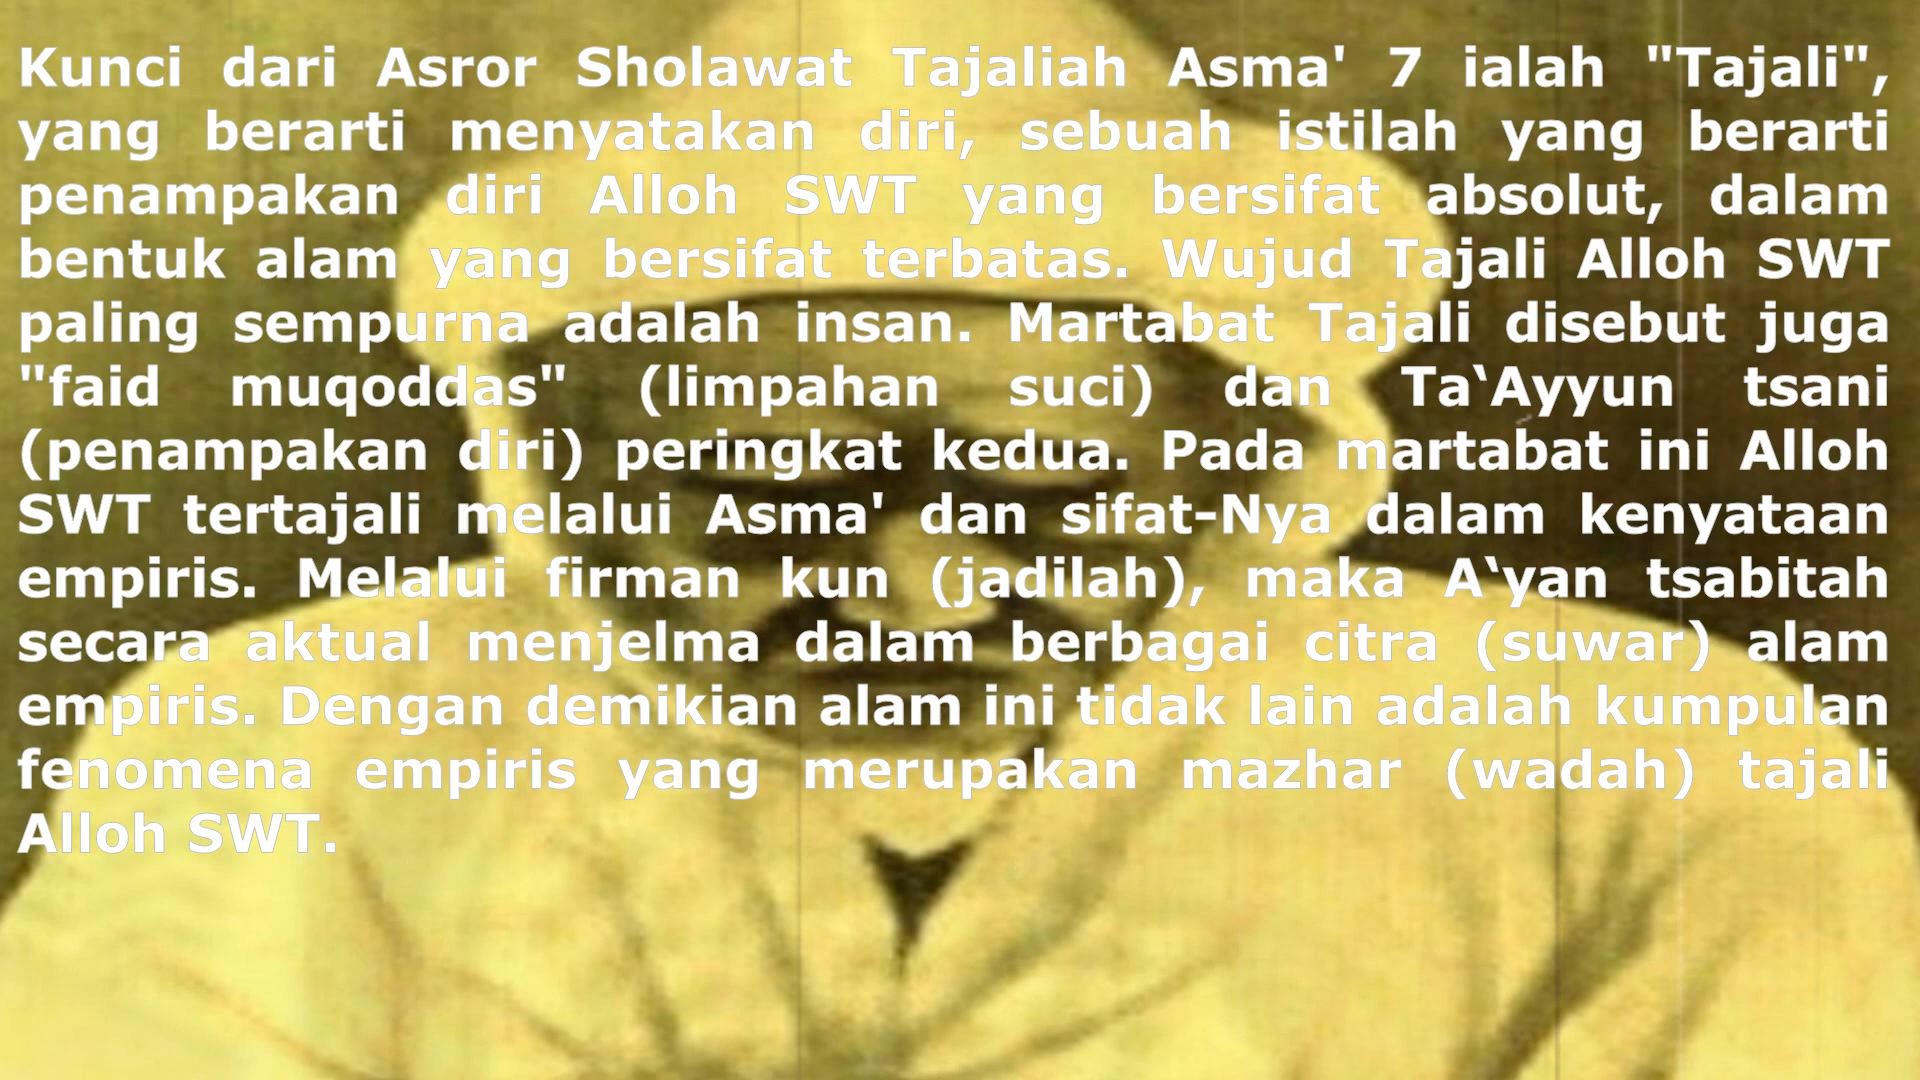 Kunci dari Asror Sholawat Tajaliah Asma' 7 ialah "Tajali",
yang berarti menyatakan diri, sebuah istilah yang berarti
penampakan diri Alloh SWT yang bersifat absolut, dalam
bentuk alam yang bersifat terbatas. Wujud Tajali Alloh SWT
paling sempurna adalah insan. Martabat Tajali disebut juga
"faid muqoddas" (limpahan suci) dan Ta‛Ayyun tsani
(penampakan diri) peringkat kedua. Pada martabat ini Alloh
SWT tertajali melalui Asma' dan sifat-Nya dalam kenyataan
empiris. Melalui firman kun (jadilah), maka A‛yan tsabitah
secara aktual menjelma dalam berbagai citra (suwar) alam
empiris. Dengan demikian alam ini tidak lain adalah kumpulan
fenomena empiris yang merupakan mazhar (wadah) tajali
Alloh SWT.